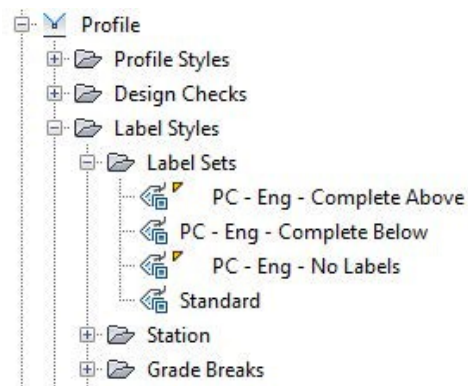 Profile
Profile Styles
Design Checks
Label Styles
Label Sets
PC - Eng - Complete Above
PC - Eng - Complete Below
PC - Eng - No Labels
Standard
Station
Grade Breaks